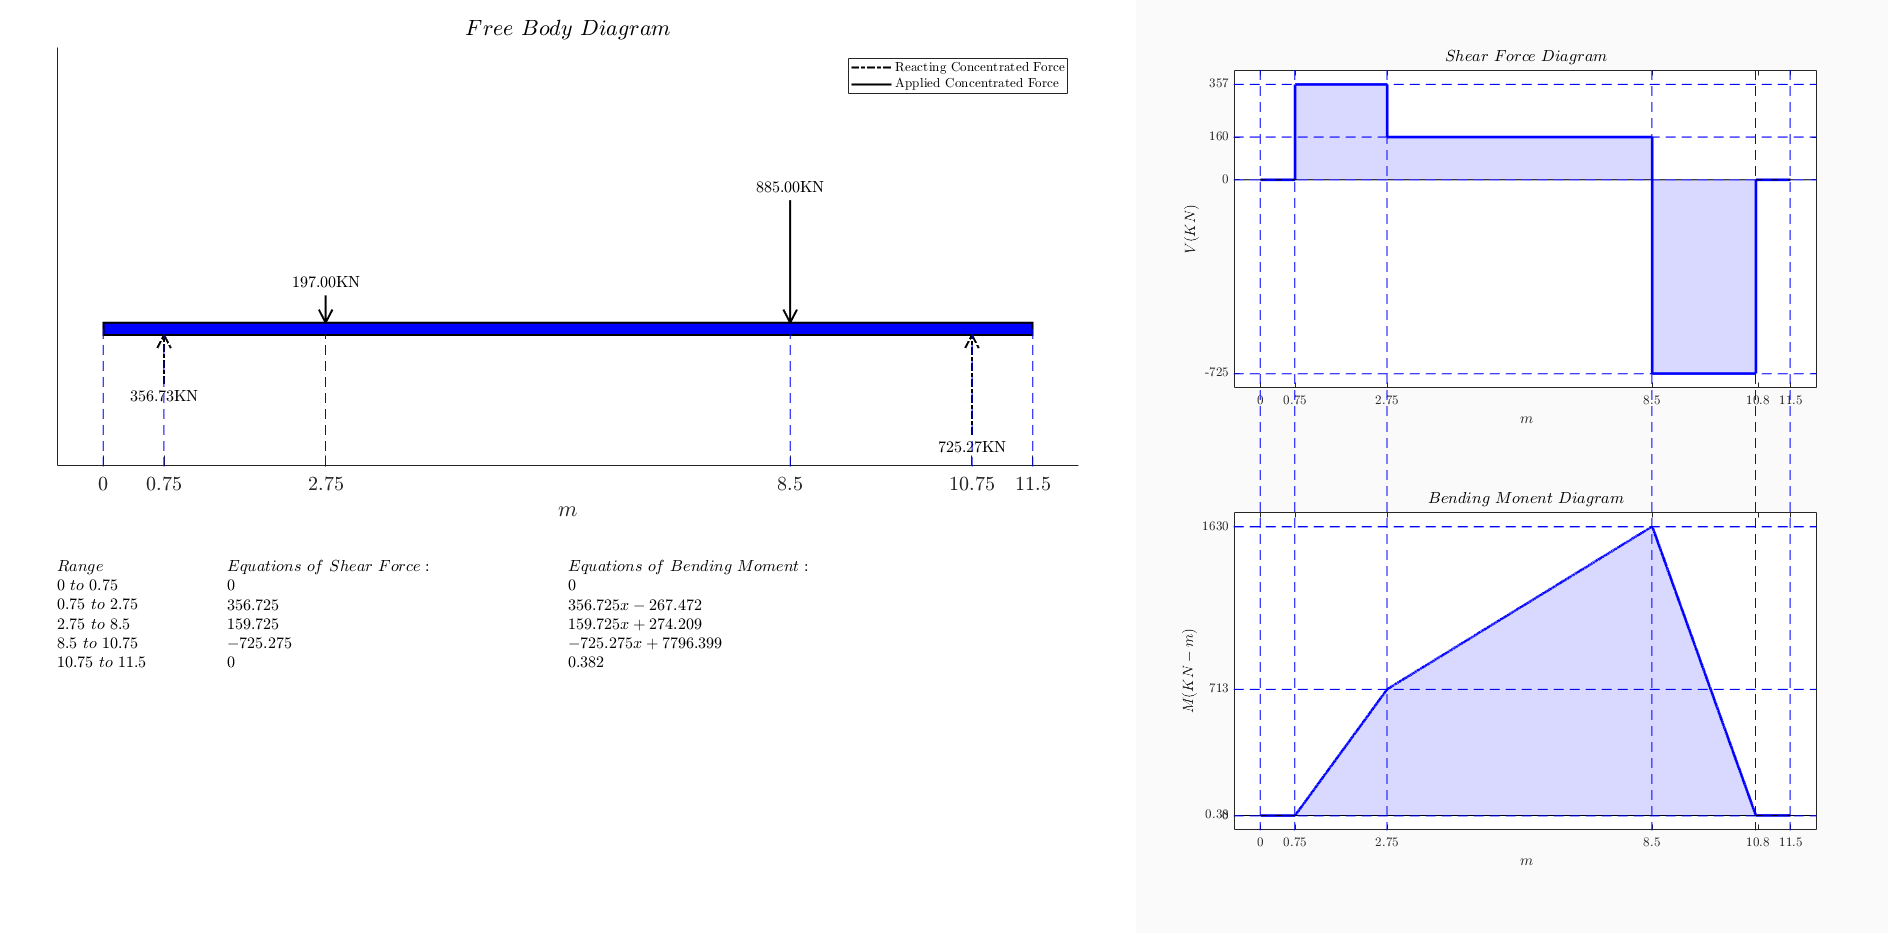 Free Body Diagram
Reacting Concentrated Force
Applied Concentrated Force
885.00KN
197.00KN
356.73KN
725.27KN
0 0.75 2.75 8.5 10.75 11.5
m
Range Equations of Shear Force : Equations of Bending Moment :
0 to 0.75 0 0
0.75 to 2.75 356.725 356.725x − 267.472
2.75 to 8.5 159.725 159.725x + 274.209
8.5 to 10.75 −725.275 −725.275x + 7796.399
10.75 to 11.5 0 0.382
Shear Force Diagram
357
160
0
-725
V(KN)
0 0.75 2.75 8.5 10.8 11.5
m
Bending Monent Diagram
1630
713
0.38
0
M(KN − m)
0 0.75 2.75 8.5 10.8 11.5
m